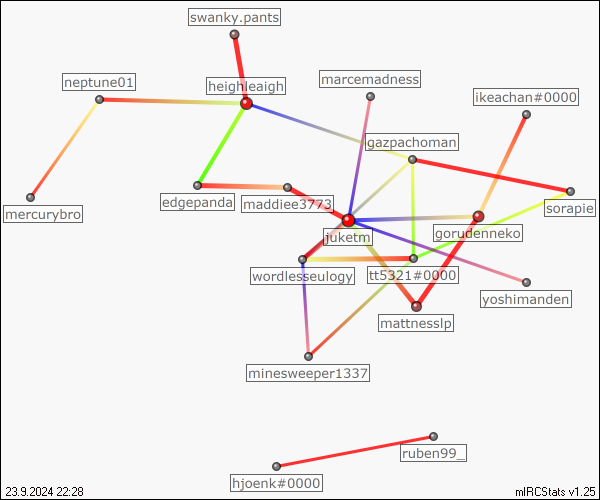 swanky.pants
neptune01
heighleaigh
marcemadness
ikeachan#0000
gazpachoman
mercurybro
edgepanda
maddiee3773
sorapie
juketm
gorudenneko
wordlesseulogy
tt5321#0000
yoshimanden
mattnesslp
minesweeper1337
ruben99_
hjoenk#0000
23.9.2024 22:28
mIRCStats v1.25